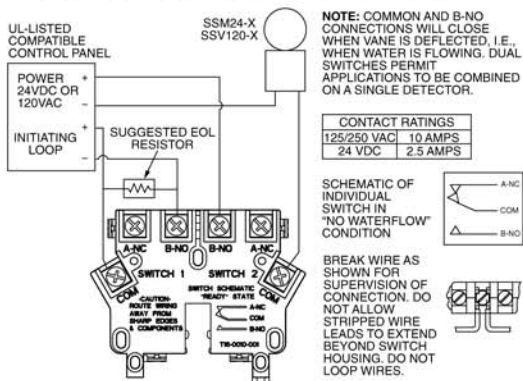 UL-LISTED
COMPATIBLE
CONTROL PANEL
POWER
24VDC OR
120VAC
+
−
INITIATING
LOOP
+
−
SUGGESTED EOL
RESISTOR
SSM24-X
SSV120-X
NOTE: COMMON AND B-NO
CONNECTIONS WILL CLOSE
WHEN VANE IS DEFLECTED, I.E.,
WHEN WATER IS FLOWING. DUAL
SWITCHES PERMIT
APPLICATIONS TO BE COMBINED
ON A SINGLE DETECTOR.
CONTACT RATINGS
125/250 VAC 10 AMPS
24 VDC 2.5 AMPS
SCHEMATIC OF
INDIVIDUAL
SWITCH IN
"NO WATERFLOW"
CONDITION
A-NC
COM
B-NO
BREAK WIRE AS
SHOWN FOR
SUPERVISION OF
CONNECTION. DO
NOT ALLOW
STRIPPED WIRE
LEADS TO EXTEND
BEYOND SWITCH
HOUSING. DO NOT
LOOP WIRES.
A-NC B-NO B-NO A-NC
SWITCH 1 SWITCH 2
COM COM
CAUTION-
ROUTE WIRING
AWAY FROM
SHARP EDGES
& COMPONENTS
SWITCH SCHEMATIC
"READY" STATE
A-NC
COM
B-NO
T16-0010-001